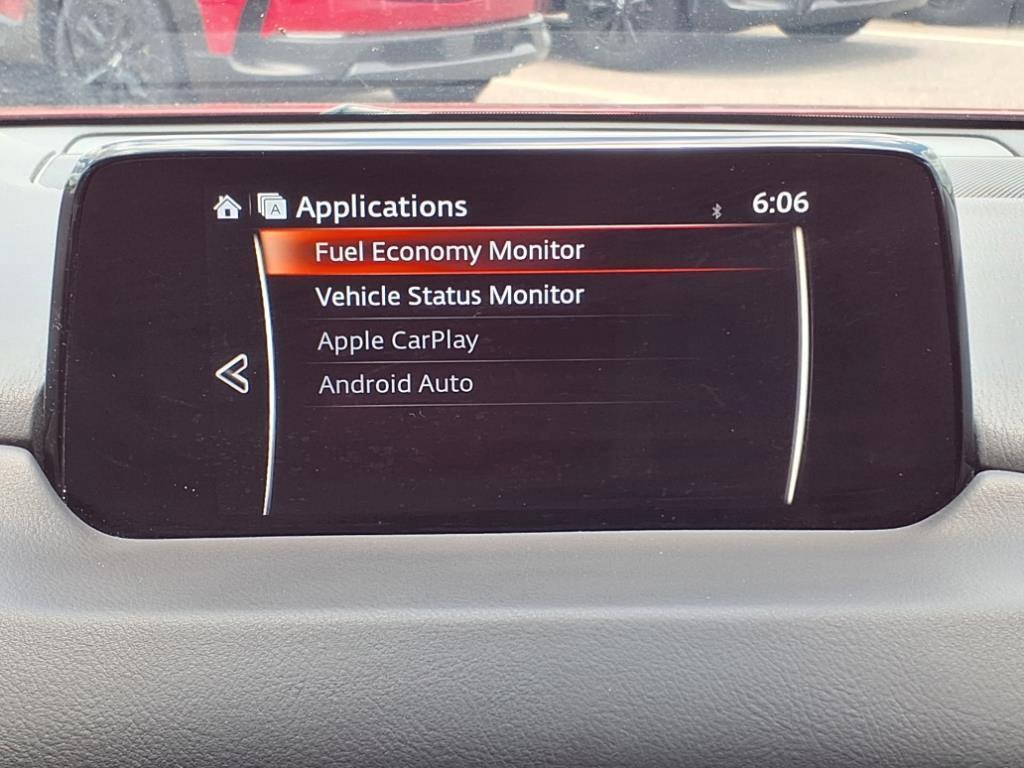 A Applications 6:06
Fuel Economy Monitor
Vehicle Status Monitor
Apple CarPlay
Android Auto